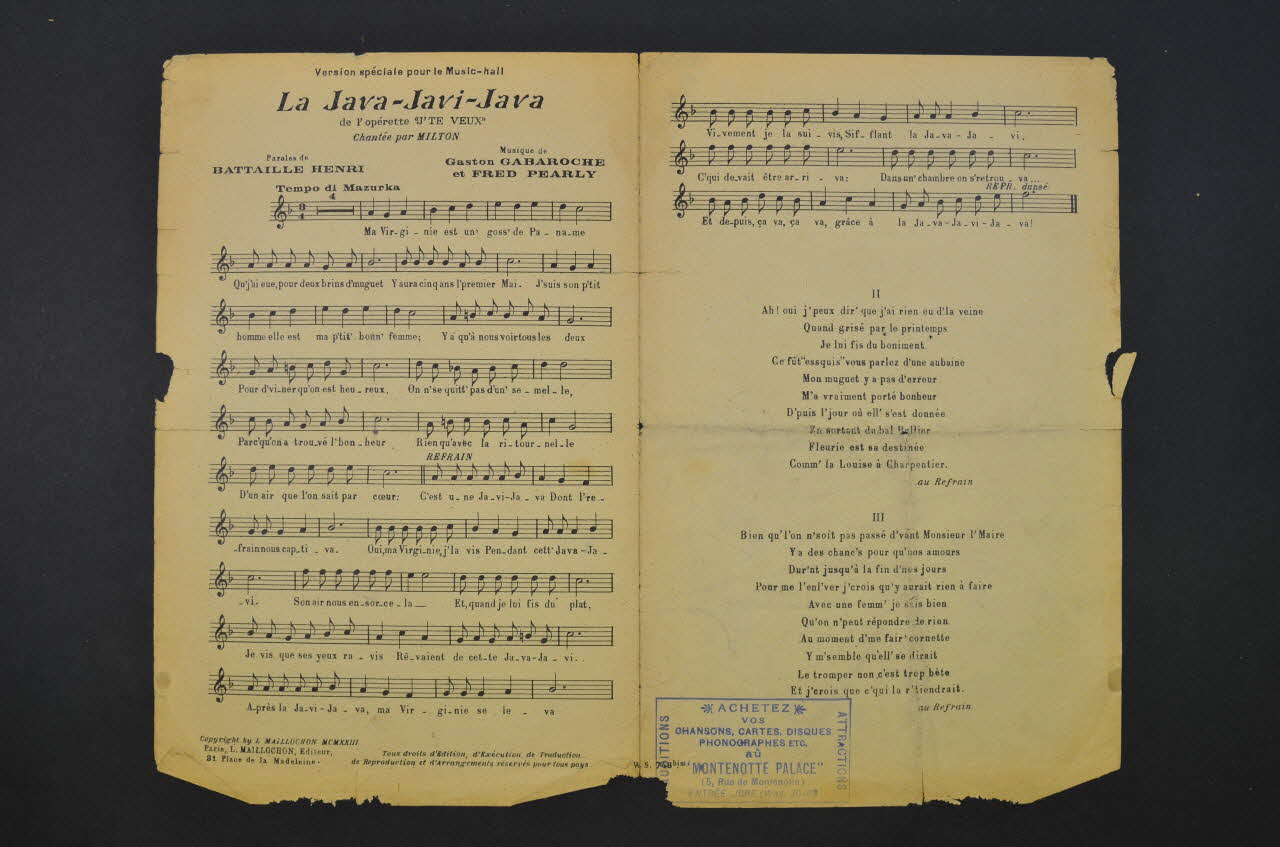 Version spéciale pour le Music-hall
La Java-Javi-Java
de l'opérette "J'TE VEUX"
Chantée par MILTON
Paroles de
BATTAILLE HENRI
Musique de
Gaston GABAROCHE
et FRED PEARLY
Tempo di Mazurka
4
Ma Vir-gi-nie est un' goss' de Pa-na-me
Qu'j'ai eue, pour deux brins d'muguet Y aura cinq ans l'premier Mai. J'suis son p'tit
homme elle est ma p'tit' bonn' femme; Y a qu'à nous voir tous les deux
Pour d'vi-ner qu'on est heu-reux. On n'se quitt' pas d'un' se-mel-le,
Parc'qu'on a trou-vé l'bon-heur Rien qu'avec la ri-tour-nel-le
REFRAIN
D'un air que l'on sait par cœur: C'est u-ne Ja-vi-Ja-va Dont l're-
-frain nous cap-ti-va. Oui, ma Virgi-nie, j'la vis Pen-dant cett' Java-Ja-
-vi. Son air nous en-sor-ce-la Et, quand je lui fis du plat,
Je vis que ses yeux ra-vis Rê-vaient de cet-te Ja-va-Ja-vi..
A-près la Ja-vi-Ja-va, ma Vir-gi-nie se le-va
Copyright by L MAILLOCHON MCMXXIII
Paris, L. MAILLOCHON, Editeur,
31 Place de la Madeleine.
Tous droits d'Edition, d'Exécution de Traduction
de Reproduction et d'Arrangements réservés pour tous pays
W. S. 748 bis
Vi-vement je la sui-vis, Sif-flant la Ja-va-Ja-vi.
C'qui de-vait être ar-ri-va: Dans un' chambre on s'retrou-va...
REPR. dansé
Et de-puis, ça va, ça va, grâce à la Ja-va-Ja-vi-Ja-va!
II
Ah! oui j'peux dir' que j'ai rien eu d'la veine
Quand grisé par le printemps
Je lui fis du boniment
Ce fût "essquis" vous parlez d'une aubaine
Mon muguet y a pas d'erreur
M'a vraiment porté bonheur
D'puis l'jour où ell' s'est donnée
En sortant du bal Bullier
Fleurie est sa destinée
Comm' la Louise à Charpentier.
au Refrain
III
Bien qu'l'on n'soit pas passé d'vant Monsieur l'Maire
Y a des chanc's pour qu'nos amours
Dur'nt jusqu'à la fin d'nos jours
Pour me l'enl'ver j'crois qu'y aurait rien à faire
Avec une femm' je sais bien
Qu'on n'peut répondre de rien
Au moment d'me fair' cornette
Y m'semble qu'ell' se dirait
Le tromper non c'est trop bête
Et j'crois que c'qui la r'tiendrait.
au Refrain
ACHETEZ
VOS
CHANSONS, CARTES, DISQUES
PHONOGRAPHES ETC.
au
"MONTENOTTE PALACE"
(5, Rue de Montenotte)
ENTRÉE LIBRE
AUDITIONS
ATTRACTIONS